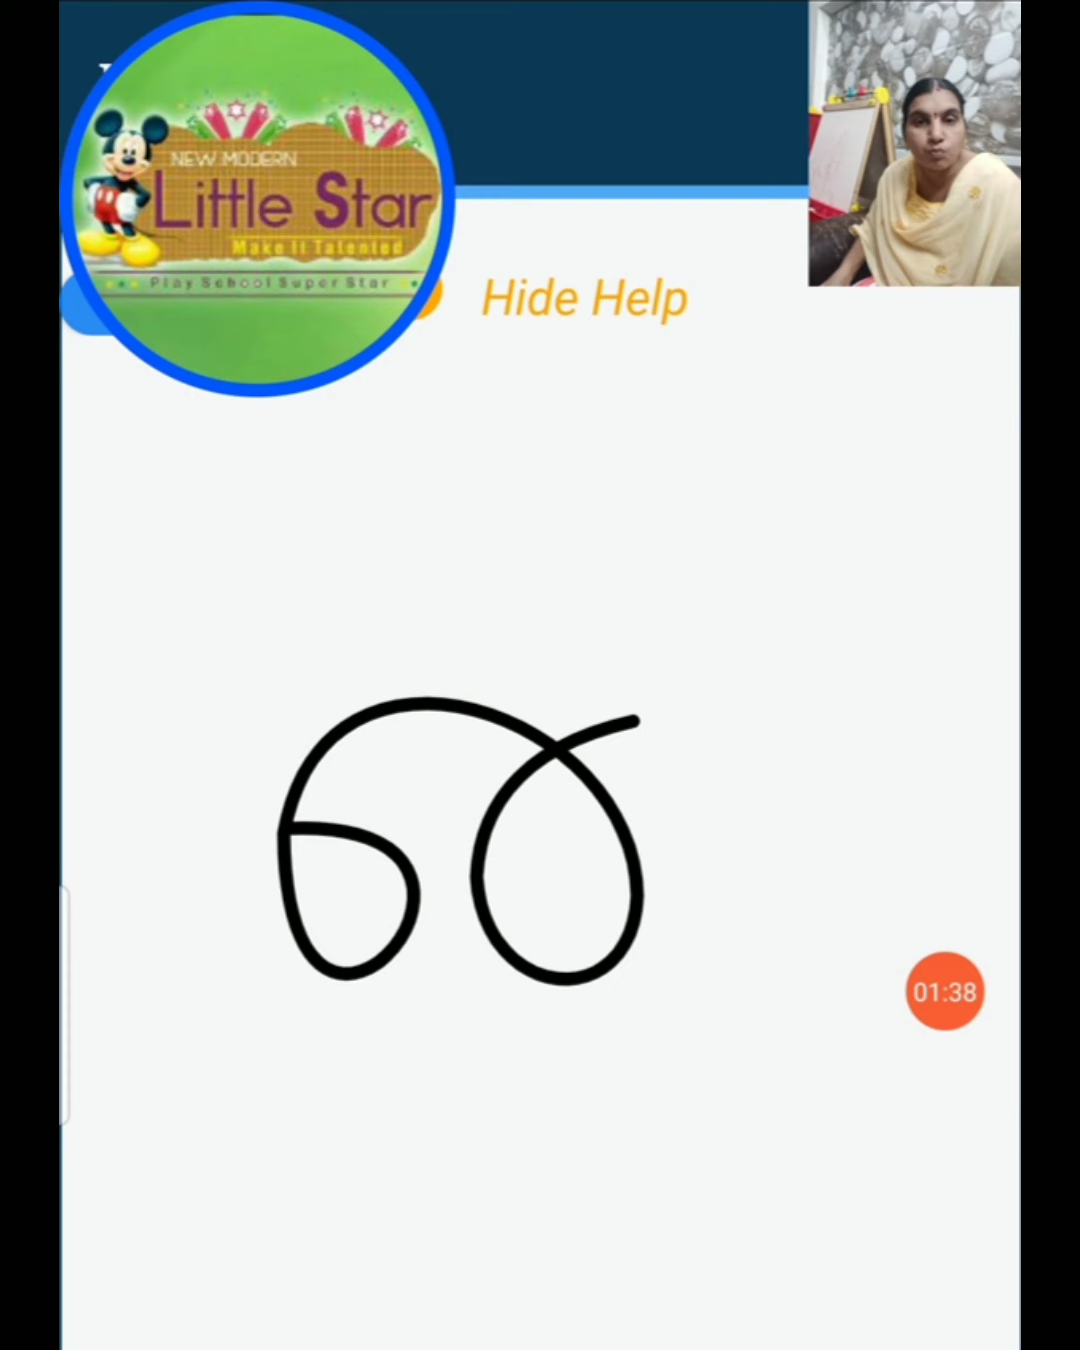 NEW MODERN
Little Star
Make It Talented
Play School Super Star
Hide Help
01:38